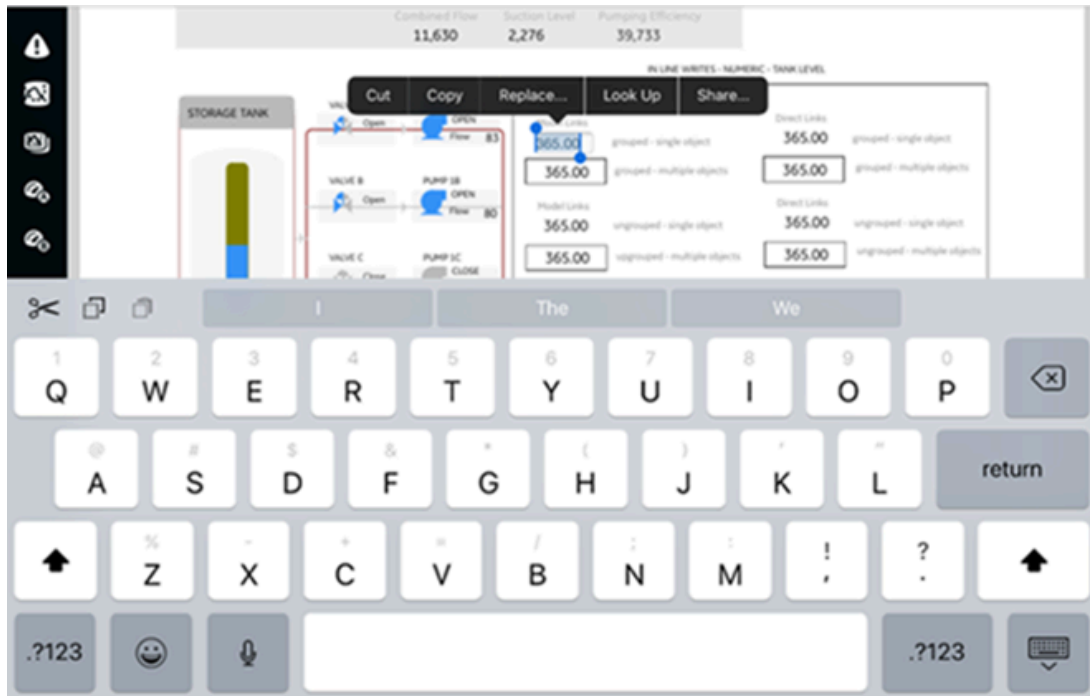 Combined Flow Suction Level Pumping Efficiency
11,630 2,276 39,733
IN LINE WRITES - NUMERIC - TANK LEVEL
Cut Copy Replace... Look Up Share...
STORAGE TANK
Open OPEN
Flow 83
Links Direct Links
365.00 grouped - single object 365.00 grouped - single object
365.00 grouped - multiple objects 365.00 grouped - multiple objects
VALVE B PUMP 1B
Open OPEN
Flow 80
Model Links Direct Links
365.00 ungrouped - single object 365.00 ungrouped - single object
365.00 upgrouped - multiple objects 365.00 ungrouped - multiple objects
VALVE C PUMP 1C
Close CLOSE
I The We
1 2 3 4 5 6 7 8 9 0
Q W E R T Y U I O P
@ # $ & * ( ) ' "
A S D F G H J K L return
% - + = / ; : ! ?
Z X C V B N M , .
.?123 .?123